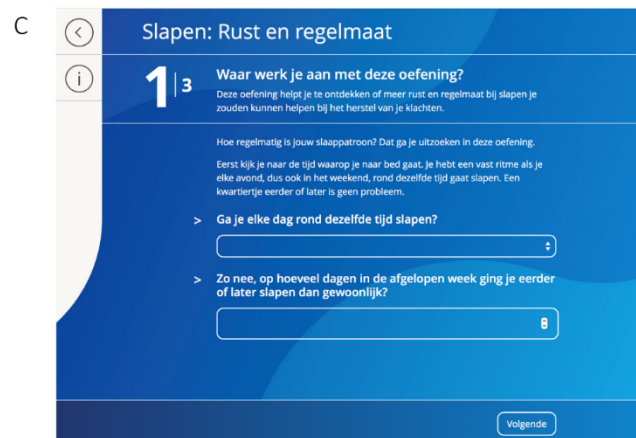 C
Slapen: Rust en regelmaat
i
1|3
Waar werk je aan met deze oefening?
Deze oefening helpt je te ontdekken of meer rust en regelmaat bij slapen je
zouden kunnen helpen bij het herstel van je klachten.
Hoe regelmatig is jouw slaappatroon? Dat ga je uitzoeken in deze oefening.
Eerst kijk je naar de tijd waarop je naar bed gaat. Je hebt een vast ritme als je
elke avond, dus ook in het weekend, rond dezelfde tijd gaat slapen. Een
kwartiertje eerder of later is geen probleem.
> Ga je elke dag rond dezelfde tijd slapen?
> Zo nee, op hoeveel dagen in de afgelopen week ging je eerder
of later slapen dan gewoonlijk?
Volgende